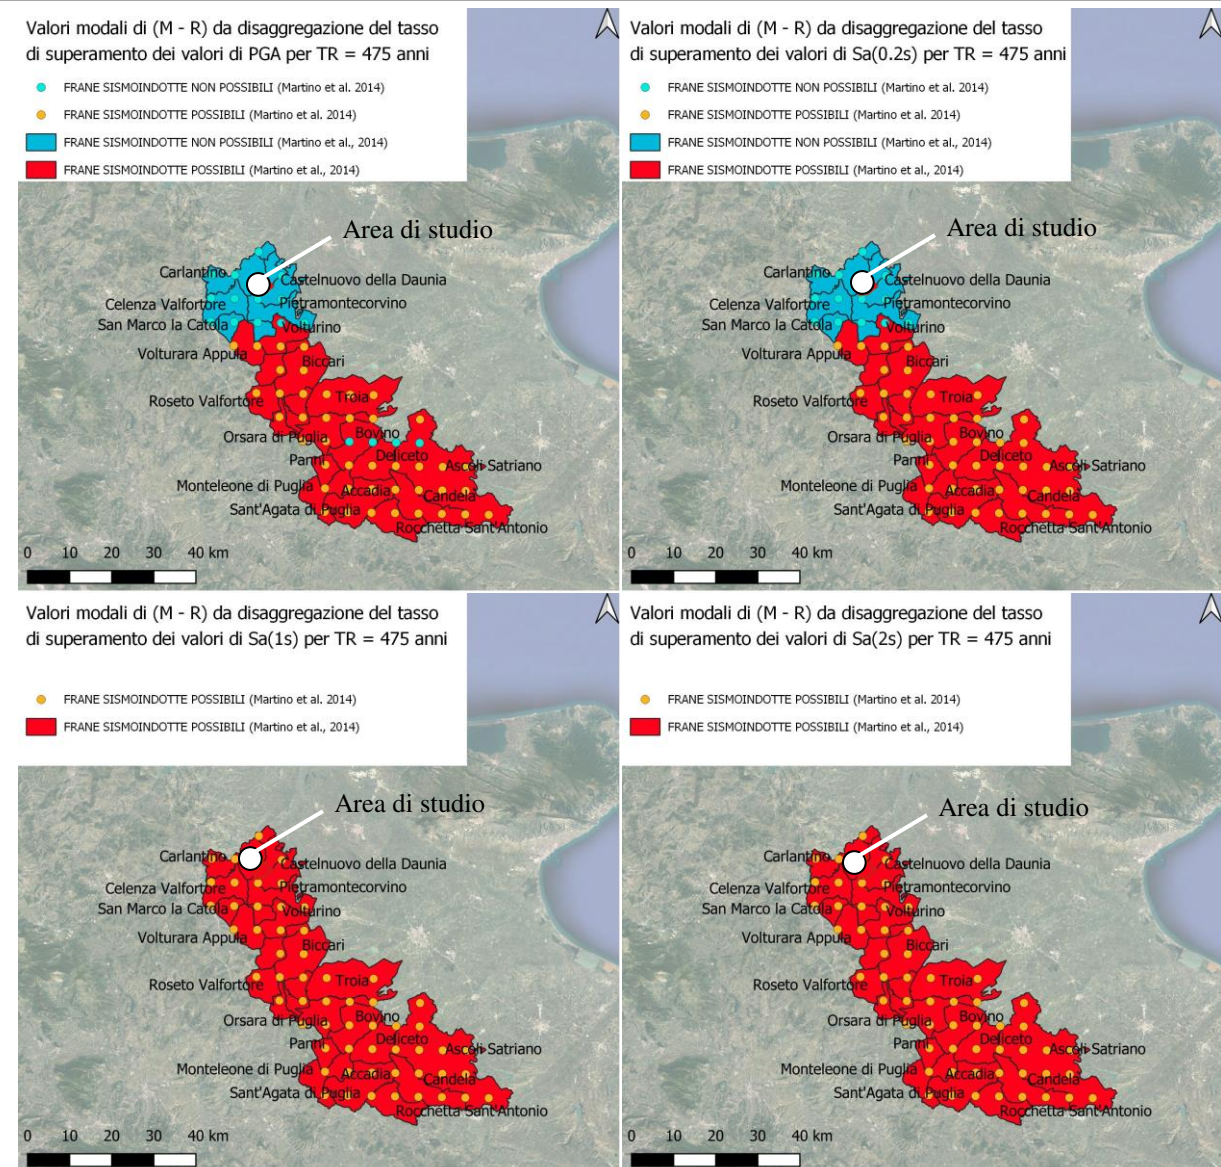 Valori modali di (M - R) da disaggregazione del tasso
di superamento dei valori di PGA per TR = 475 anni
FRANE SISMOINDOTTE NON POSSIBILI (Martino et al. 2014)
FRANE SISMOINDOTTE POSSIBILI (Martino et al. 2014)
FRANE SISMOINDOTTE NON POSSIBILI (Martino et al., 2014)
FRANE SISMOINDOTTE POSSIBILI (Martino et al., 2014)
Area di studio
Carlantino
Castelnuovo della Daunia
Celenza Valfortore
Pietramontecorvino
San Marco la Catola
Volturino
Volturara Appula
Biccari
Roseto Valfortore
Troia
Orsara di Puglia
Bovino
Panni
Deliceto
Ascoli Satriano
Monteleone di Puglia
Accadia
Candela
Sant'Agata di Puglia
Rocchetta Sant'Antonio
0 10 20 30 40 km
Valori modali di (M - R) da disaggregazione del tasso
di superamento dei valori di Sa(0.2s) per TR = 475 anni
FRANE SISMOINDOTTE NON POSSIBILI (Martino et al. 2014)
FRANE SISMOINDOTTE POSSIBILI (Martino et al. 2014)
FRANE SISMOINDOTTE NON POSSIBILI (Martino et al., 2014)
FRANE SISMOINDOTTE POSSIBILI (Martino et al., 2014)
Area di studio
Carlantino
Castelnuovo della Daunia
Celenza Valfortore
Pietramontecorvino
San Marco la Catola
Volturino
Volturara Appula
Biccari
Roseto Valfortore
Troia
Orsara di Puglia
Bovino
Panni
Deliceto
Ascoli Satriano
Monteleone di Puglia
Accadia
Candela
Sant'Agata di Puglia
Rocchetta Sant'Antonio
0 10 20 30 40 km
Valori modali di (M - R) da disaggregazione del tasso
di superamento dei valori di Sa(1s) per TR = 475 anni
FRANE SISMOINDOTTE POSSIBILI (Martino et al. 2014)
FRANE SISMOINDOTTE POSSIBILI (Martino et al., 2014)
Area di studio
Carlantino
Castelnuovo della Daunia
Celenza Valfortore
Pietramontecorvino
San Marco la Catola
Volturino
Volturara Appula
Biccari
Roseto Valfortore
Troia
Orsara di Puglia
Bovino
Panni
Deliceto
Ascoli Satriano
Monteleone di Puglia
Accadia
Candela
Sant'Agata di Puglia
Rocchetta Sant'Antonio
0 10 20 30 40 km
Valori modali di (M - R) da disaggregazione del tasso
di superamento dei valori di Sa(2s) per TR = 475 anni
FRANE SISMOINDOTTE POSSIBILI (Martino et al. 2014)
FRANE SISMOINDOTTE POSSIBILI (Martino et al., 2014)
Area di studio
Carlantino
Castelnuovo della Daunia
Celenza Valfortore
Pietramontecorvino
San Marco la Catola
Volturino
Volturara Appula
Biccari
Roseto Valfortore
Troia
Orsara di Puglia
Bovino
Panni
Deliceto
Ascoli Satriano
Monteleone di Puglia
Accadia
Candela
Sant'Agata di Puglia
Rocchetta Sant'Antonio
0 10 20 30 40 km